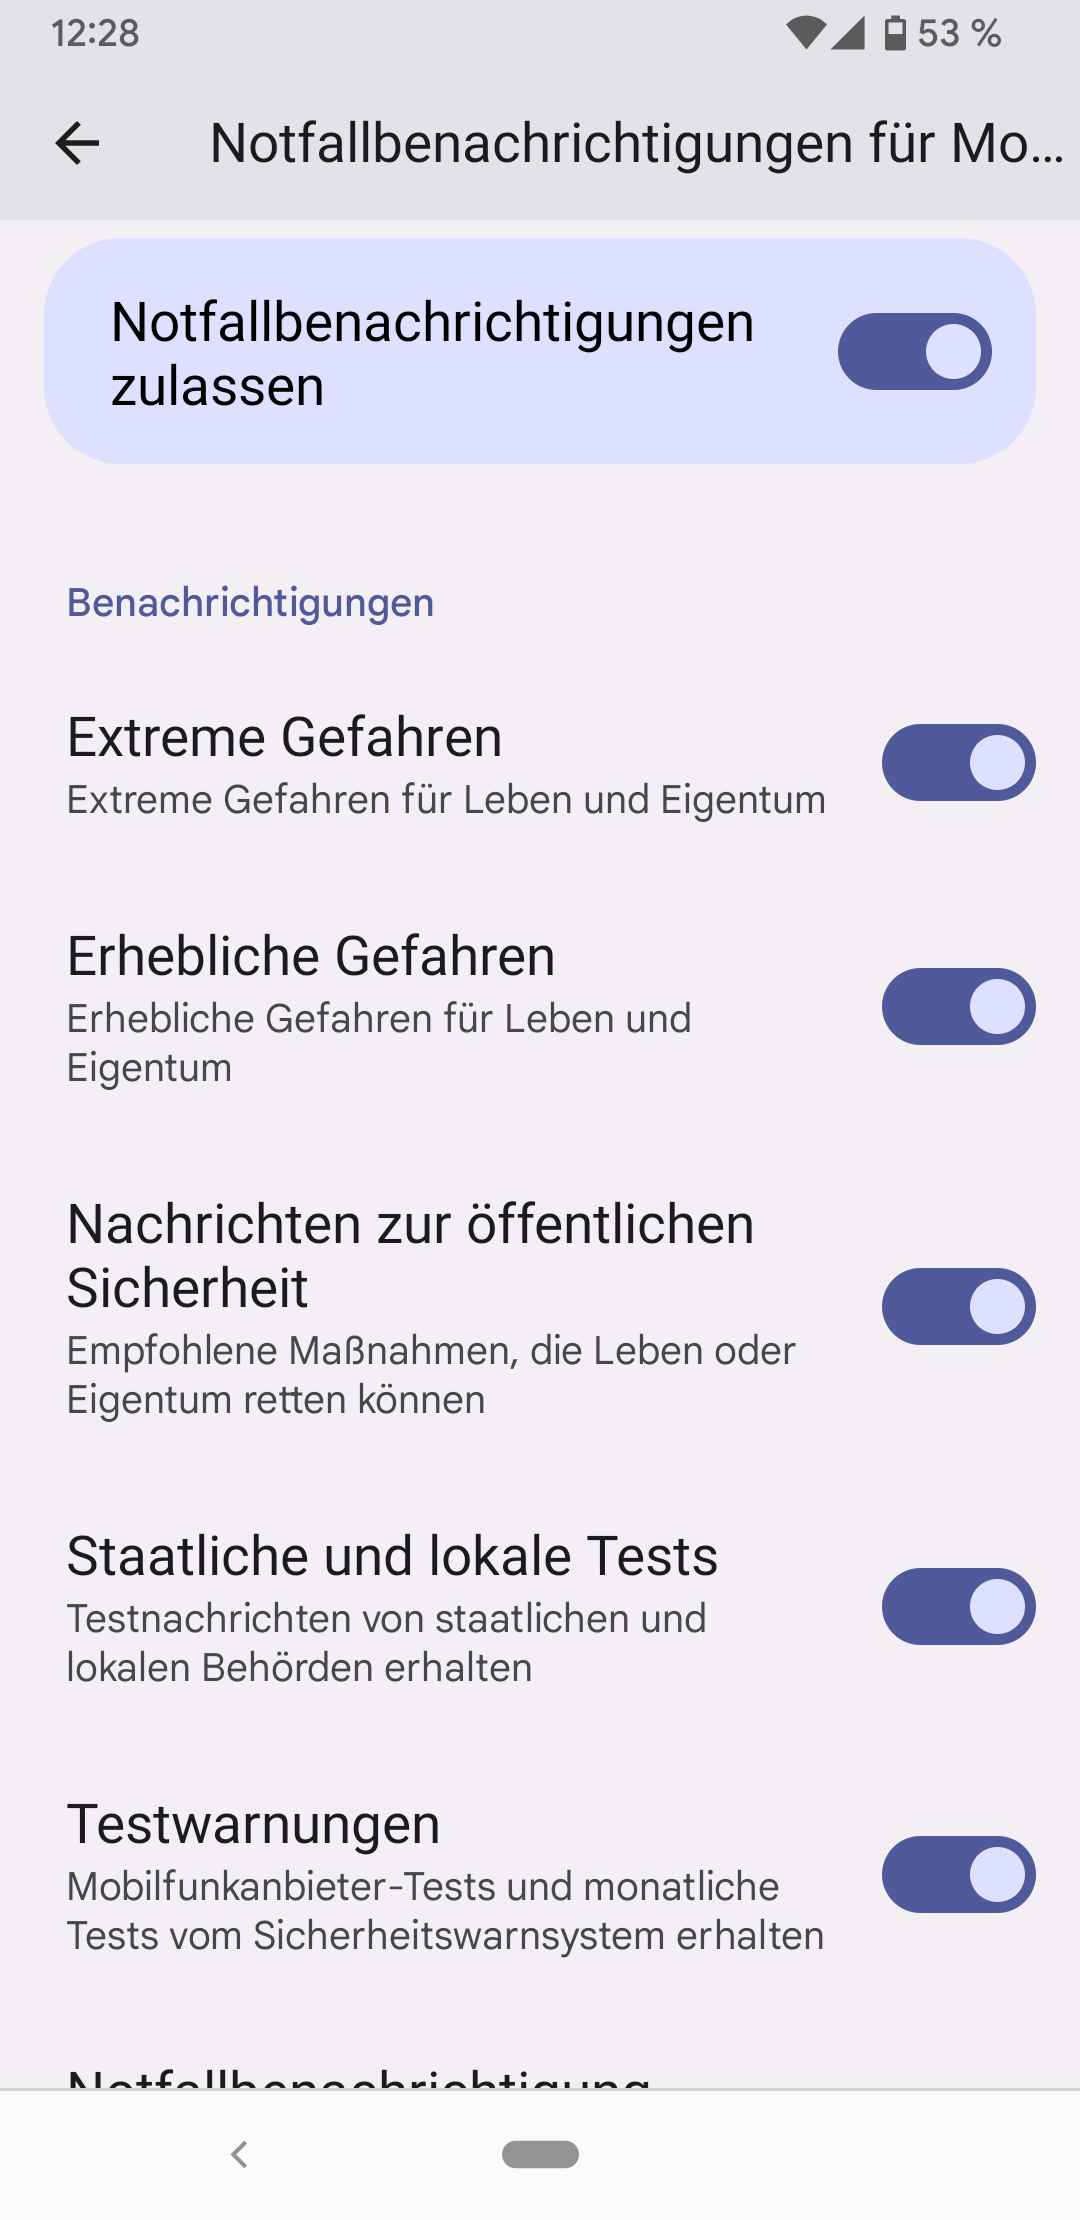 12:28
53 %
Notfallbenachrichtigungen für Mo...
Notfallbenachrichtigungen
zulassen
Benachrichtigungen
Extreme Gefahren
Extreme Gefahren für Leben und Eigentum
Erhebliche Gefahren
Erhebliche Gefahren für Leben und
Eigentum
Nachrichten zur öffentlichen
Sicherheit
Empfohlene Maßnahmen, die Leben oder
Eigentum retten können
Staatliche und lokale Tests
Testnachrichten von staatlichen und
lokalen Behörden erhalten
Testwarnungen
Mobilfunkanbieter-Tests und monatliche
Tests vom Sicherheitswarnsystem erhalten
Notfallbenachrichtigung